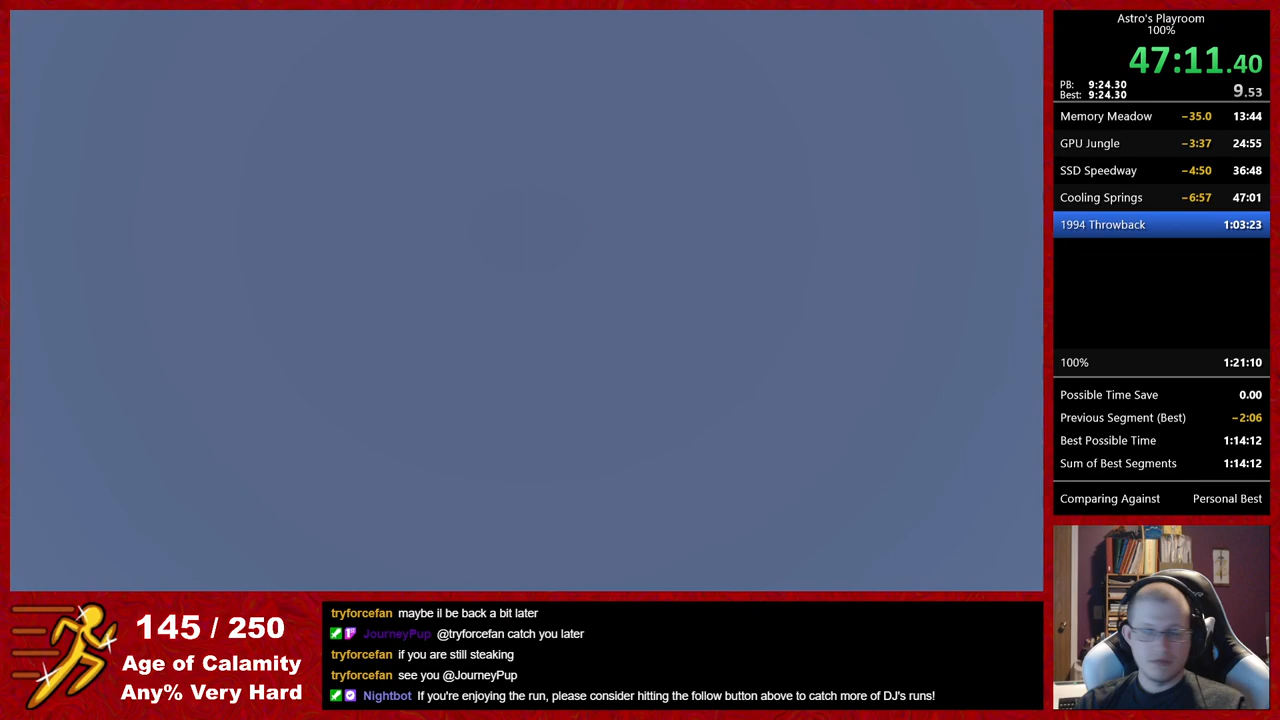 Astro's Playroom
100%
47:11.40
PB: 9:24.30
Best: 9:24.30
9.53
Memory Meadow −35.0 13:44
GPU Jungle −3:37 24:55
SSD Speedway −4:50 36:48
Cooling Springs −6:57 47:01
1994 Throwback 1:03:23
100% 1:21:10
Possible Time Save 0.00
Previous Segment (Best) −2:06
Best Possible Time 1:14:12
Sum of Best Segments 1:14:12
Comparing Against Personal Best
145 / 250
Age of Calamity
Any% Very Hard
tryforcefan maybe il be back a bit later
JourneyPup @tryforcefan catch you later
tryforcefan if you are still steaking
tryforcefan see you @JourneyPup
Nightbot If you're enjoying the run, please consider hitting the follow button above to catch more of DJ's runs!